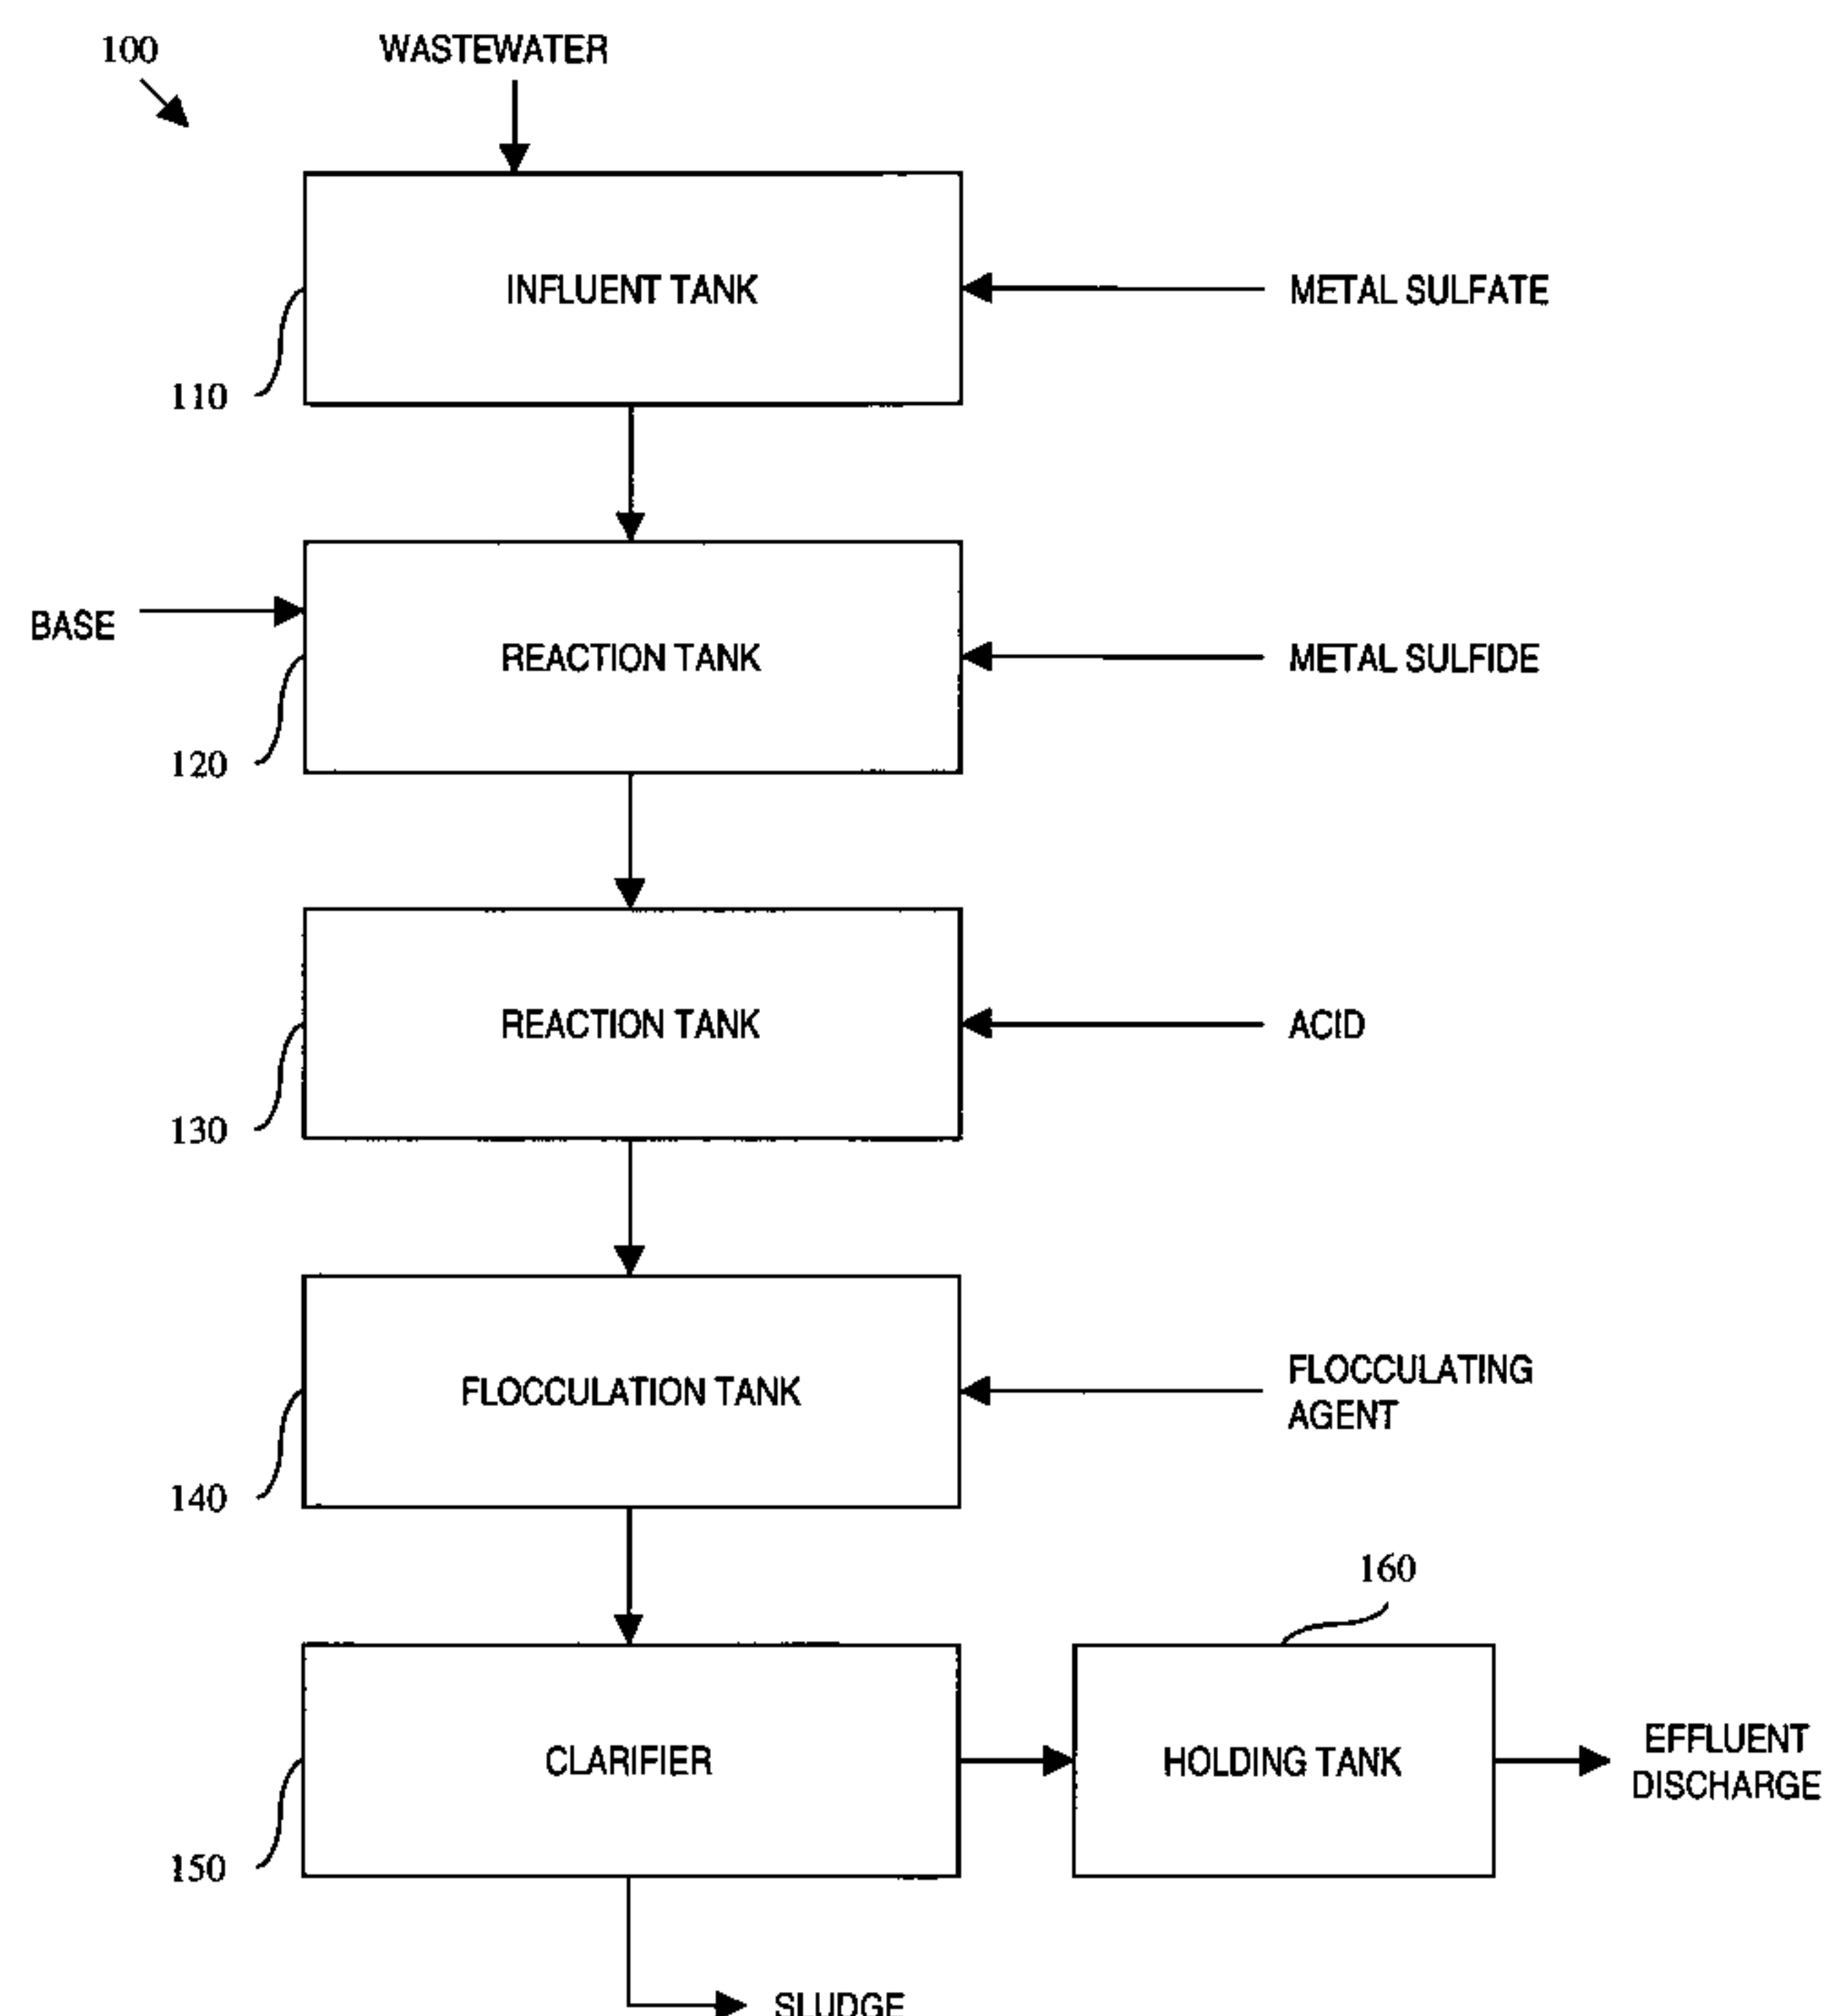 100
WASTEWATER
INFLUENT TANK
METAL SULFATE
110
BASE
REACTION TANK
METAL SULFIDE
120
REACTION TANK
ACID
130
FLOCCULATION TANK
FLOCCULATING
AGENT
140
160
CLARIFIER
HOLDING TANK
EFFLUENT
DISCHARGE
150
SLUDGE